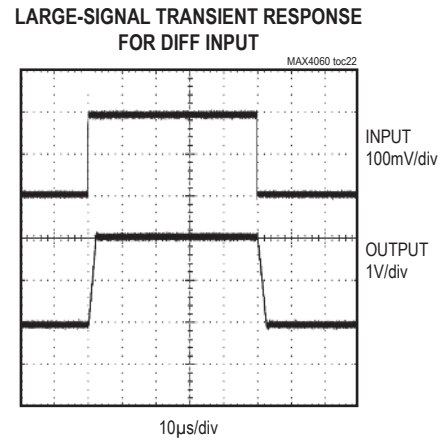 LARGE-SIGNAL TRANSIENT RESPONSE
FOR DIFF INPUT
MAX4060 toc22
INPUT
100mV/div
OUTPUT
1V/div
10µs/div